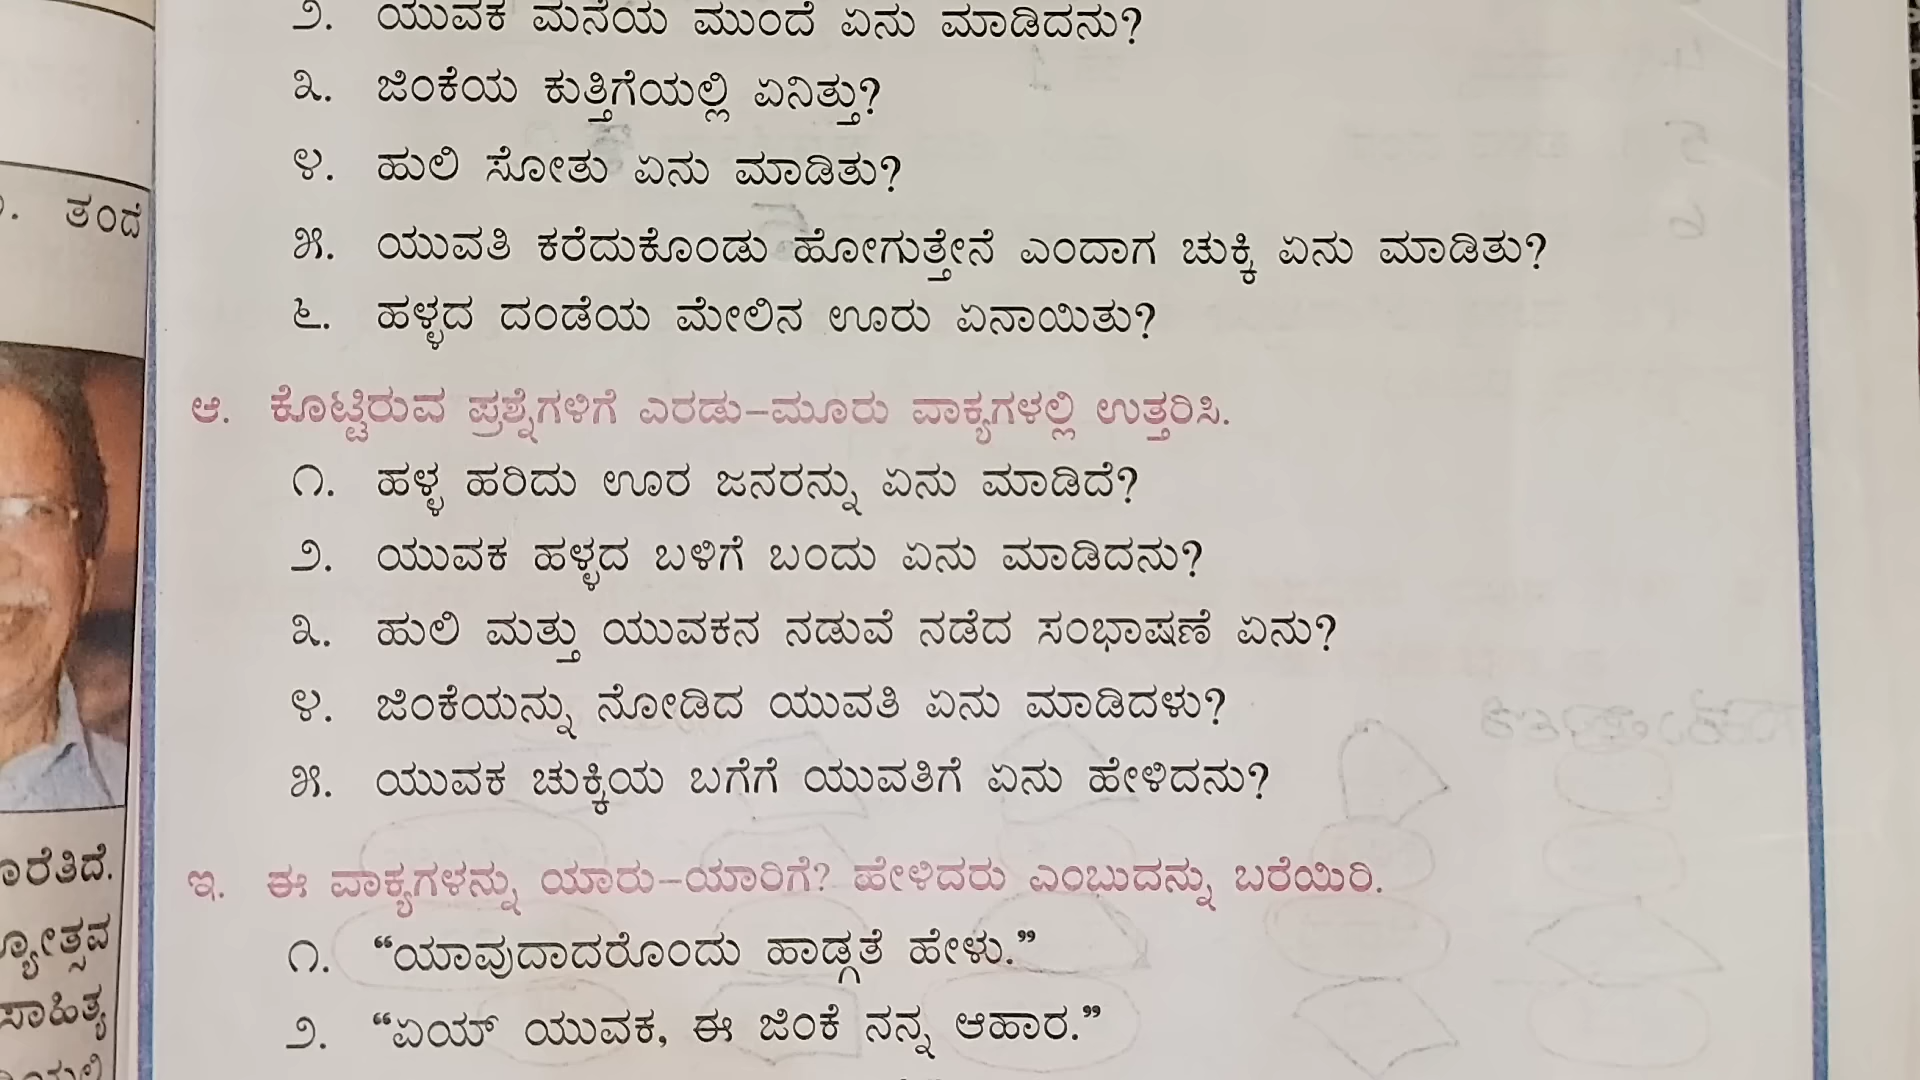 ೨. ಯುವಕ ಮನೆಯ ಮುಂದೆ ಏನು ಮಾಡಿದನು?
೩. ಜಿಂಕೆಯ ಕುತ್ತಿಗೆಯಲ್ಲಿ ಏನಿತ್ತು?
೪. ಹುಲಿ ಸೋತು ಏನು ಮಾಡಿತು?
೫. ಯುವತಿ ಕರೆದುಕೊಂಡು ಹೋಗುತ್ತೇನೆ ಎಂದಾಗ ಚುಕ್ಕಿ ಏನು ಮಾಡಿತು?
೬. ಹಳ್ಳದ ದಂಡೆಯ ಮೇಲಿನ ಊರು ಏನಾಯಿತು?
ಆ. ಕೊಟ್ಟಿರುವ ಪ್ರಶ್ನೆಗಳಿಗೆ ಎರಡು–ಮೂರು ವಾಕ್ಯಗಳಲ್ಲಿ ಉತ್ತರಿಸಿ.
೧. ಹಳ್ಳ ಹರಿದು ಊರ ಜನರನ್ನು ಏನು ಮಾಡಿದೆ?
೨. ಯುವಕ ಹಳ್ಳದ ಬಳಿಗೆ ಬಂದು ಏನು ಮಾಡಿದನು?
೩. ಹುಲಿ ಮತ್ತು ಯುವಕನ ನಡುವೆ ನಡೆದ ಸಂಭಾಷಣೆ ಏನು?
೪. ಜಿಂಕೆಯನ್ನು ನೋಡಿದ ಯುವತಿ ಏನು ಮಾಡಿದಳು?
೫. ಯುವಕ ಚುಕ್ಕಿಯ ಬಗೆಗೆ ಯುವತಿಗೆ ಏನು ಹೇಳಿದನು?
ಇ. ಈ ವಾಕ್ಯಗಳನ್ನು ಯಾರು–ಯಾರಿಗೆ? ಹೇಳಿದರು ಎಂಬುದನ್ನು ಬರೆಯಿರಿ.
೧. “ಯಾವುದಾದರೊಂದು ಹಾಡ್ಗತೆ ಹೇಳು.”
೨. “ಏಯ್ ಯುವಕ, ಈ ಜಿಂಕೆ ನನ್ನ ಆಹಾರ.”
ತಂದೆ
ಸಾಹಿತ್ಯ